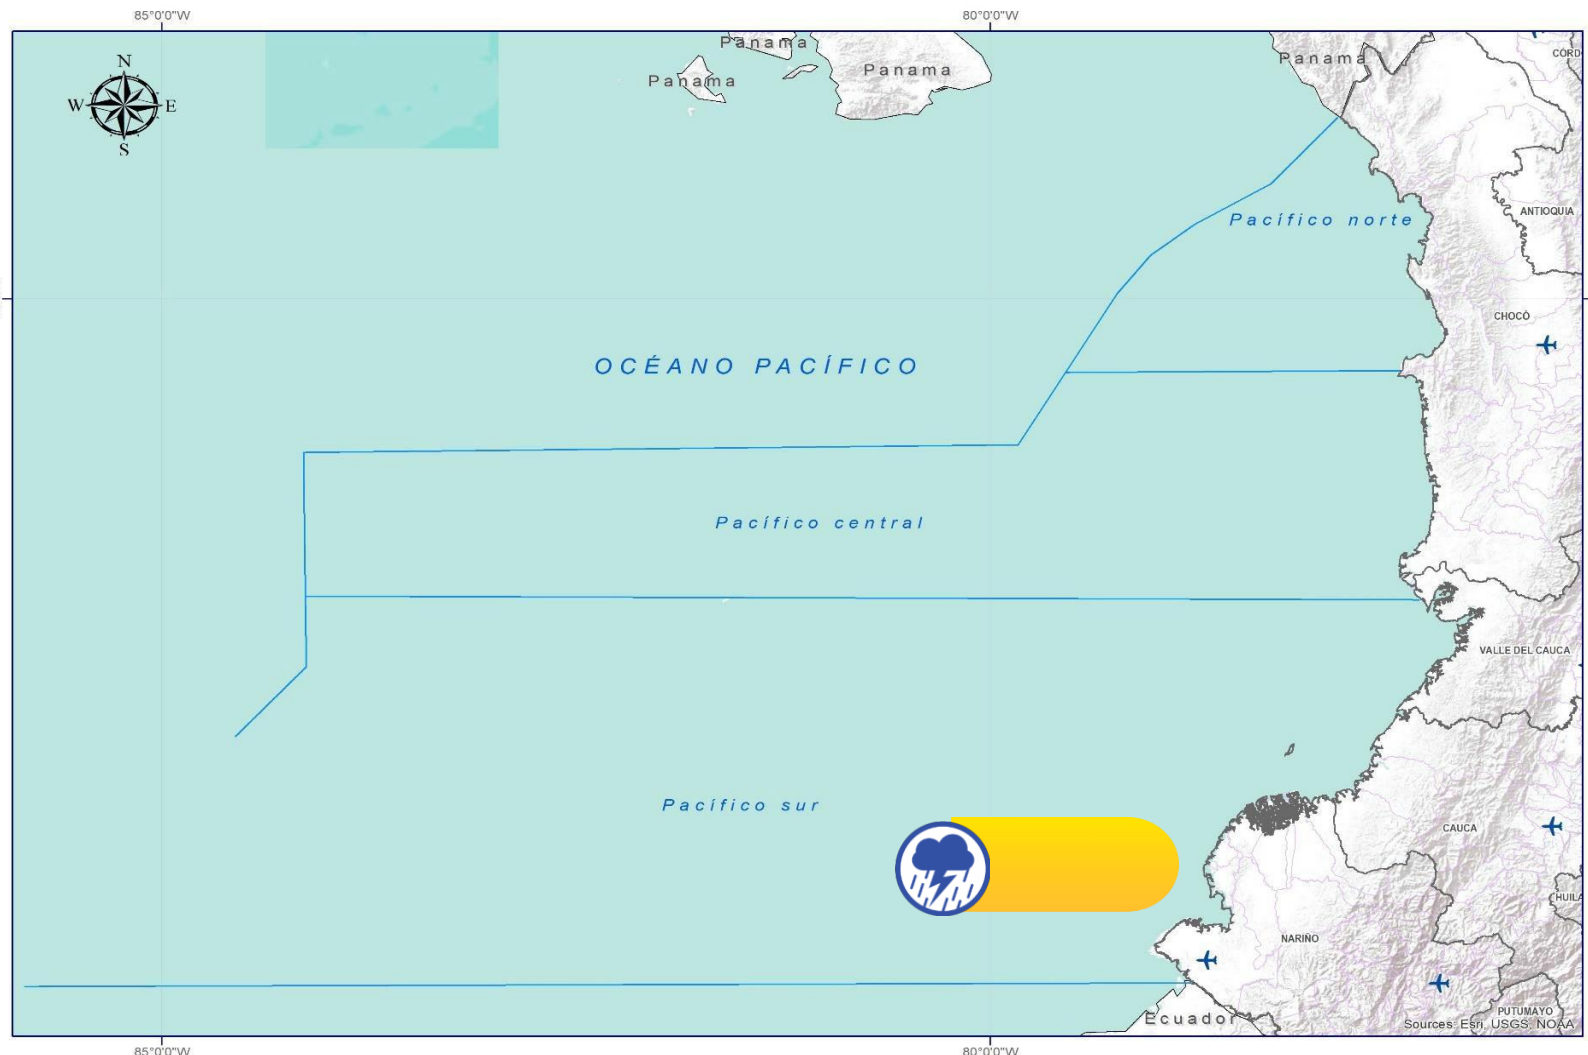 85°0'0"W
80°0'0"W
N
W
E
S
Panama
Panama
Panama
Panama
CÓRD
ANTIOQUIA
Pacífico norte
CHOCÓ
OCÉANO PACÍFICO
Pacífico central
VALLE DEL CAUCA
Pacífico sur
CAUCA
HUILA
NARIÑO
PUTUMAYO
Ecuador
Sources: Esri, USGS, NOAA
85°0'0"W
80°0'0"W